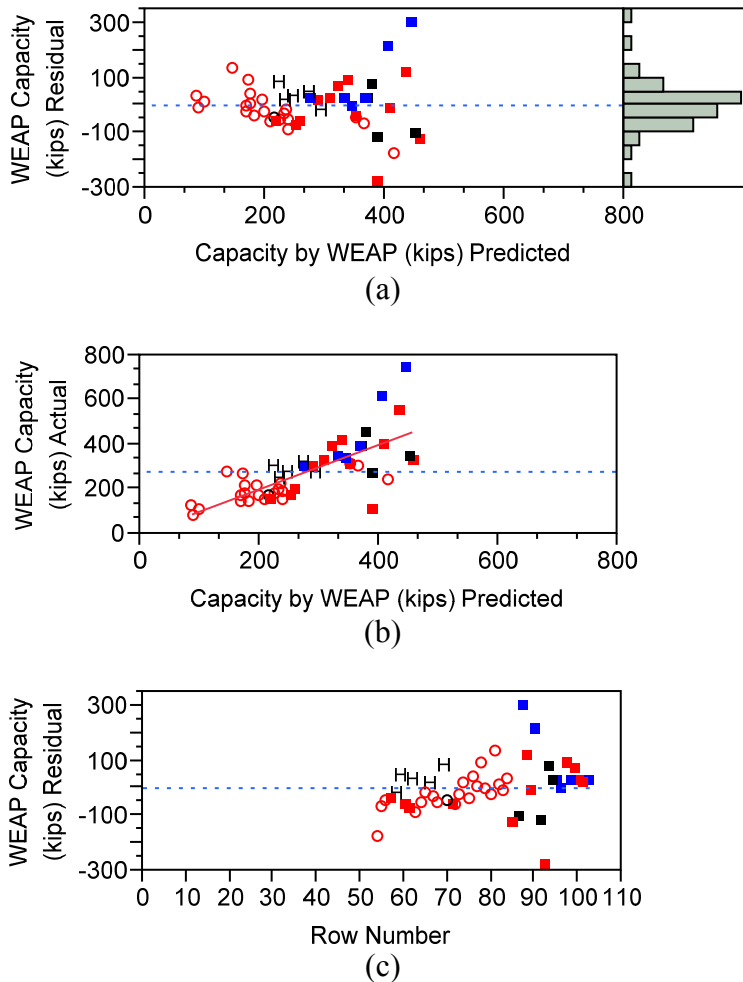 WEAP Capacity
(kips) Residual
300
100
-100
-300
0 200 400 600 800
Capacity by WEAP (kips) Predicted
(a)
WEAP Capacity
(kips) Actual
800
600
400
200
0
0 200 400 600 800
Capacity by WEAP (kips) Predicted
(b)
WEAP Capacity
(kips) Residual
300
100
-100
-300
0 10 20 30 40 50 60 70 80 90 100 110
Row Number
(c)